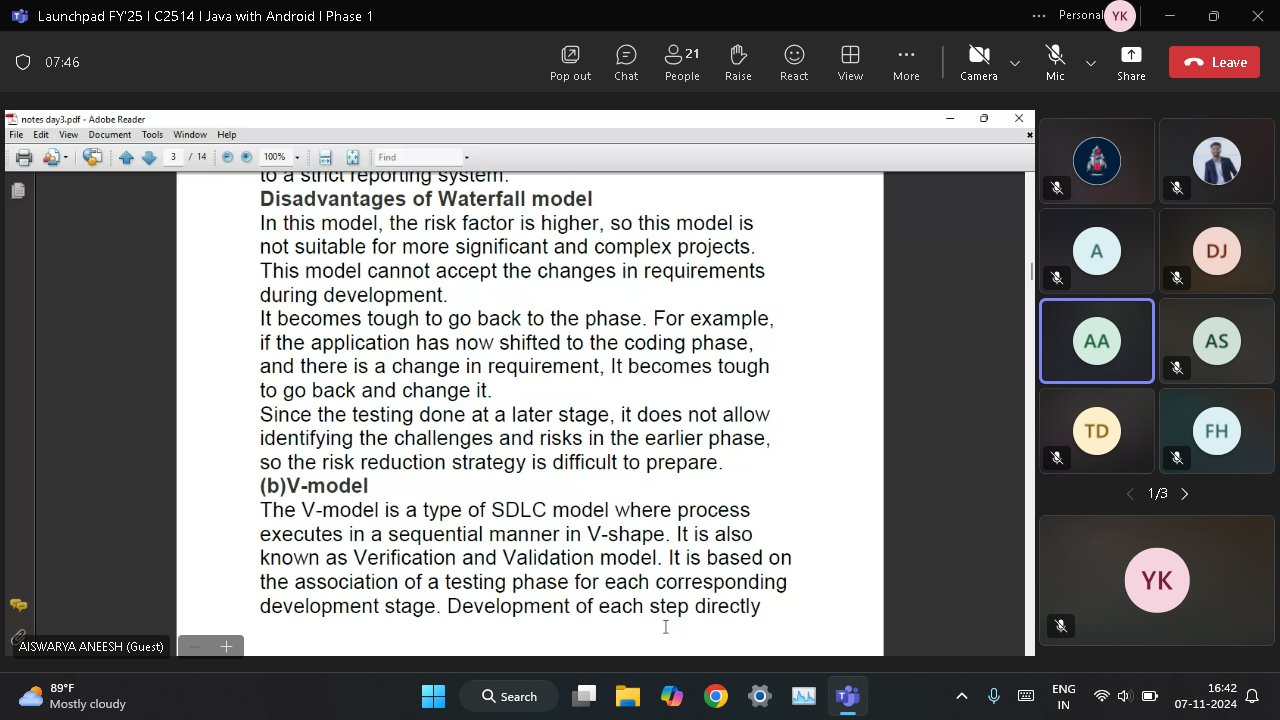 Launchpad FY'25 | C2514 | Java with Android | Phase 1
Personal
YK
07:46
Pop out
Chat
21
People
Raise
React
View
More
Camera
Mic
Share
Leave
notes day3.pdf - Adobe Reader
File Edit View Document Tools Window Help
3 / 14
100%
Find
to a strict reporting system.
Disadvantages of Waterfall model
In this model, the risk factor is higher, so this model is
not suitable for more significant and complex projects.
This model cannot accept the changes in requirements
during development.
It becomes tough to go back to the phase. For example,
if the application has now shifted to the coding phase,
and there is a change in requirement, It becomes tough
to go back and change it.
Since the testing done at a later stage, it does not allow
identifying the challenges and risks in the earlier phase,
so the risk reduction strategy is difficult to prepare.
(b)V-model
The V-model is a type of SDLC model where process
executes in a sequential manner in V-shape. It is also
known as Verification and Validation model. It is based on
the association of a testing phase for each corresponding
development stage. Development of each step directly
AISWARYA ANEESH (Guest)
A
DJ
AA
AS
TD
FH
1/3
YK
89°F
Mostly cloudy
Search
ENG
IN
16:42
07-11-2024